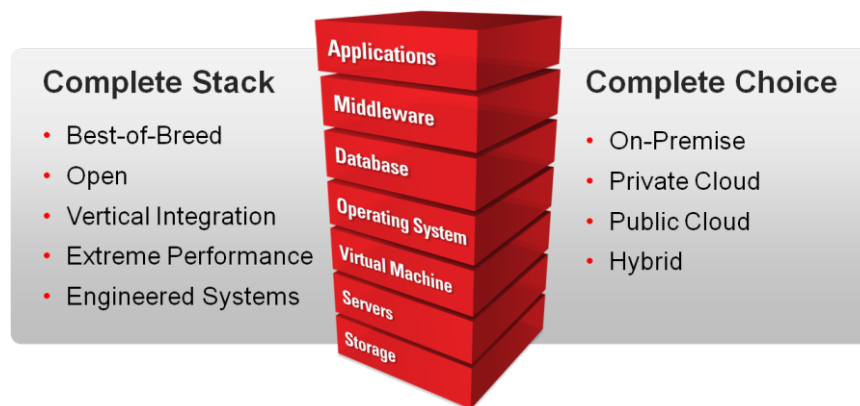 Complete Stack
• Best-of-Breed
• Open
• Vertical Integration
• Extreme Performance
• Engineered Systems
Applications
Middleware
Database
Operating System
Virtual Machine
Servers
Storage
Complete Choice
• On-Premise
• Private Cloud
• Public Cloud
• Hybrid